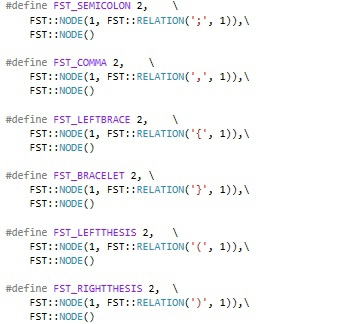 #define FST_SEMICOLON 2,    \
    FST::NODE(1, FST::RELATION(';', 1)),\
    FST::NODE()
#define FST_COMMA 2,    \
    FST::NODE(1, FST::RELATION(',', 1)),\
    FST::NODE()
#define FST_LEFTBRACE 2,    \
    FST::NODE(1, FST::RELATION('{', 1)),\
    FST::NODE()
#define FST_BRACELET 2, \
    FST::NODE(1, FST::RELATION('}', 1)),\
    FST::NODE()
#define FST_LEFTTHESIS 2,   \
    FST::NODE(1, FST::RELATION('(', 1)),\
    FST::NODE()
#define FST_RIGHTTHESIS 2,  \
    FST::NODE(1, FST::RELATION(')', 1)),\
    FST::NODE()